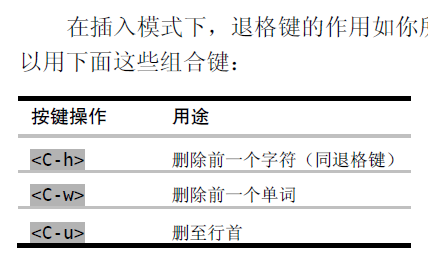 在插入模式下，退格键的作用如你
以用下面这些组合键：
按键操作 用途
<C-h> 删除前一个字符（同退格键）
<C-w> 删除前一个单词
<C-u> 删至行首